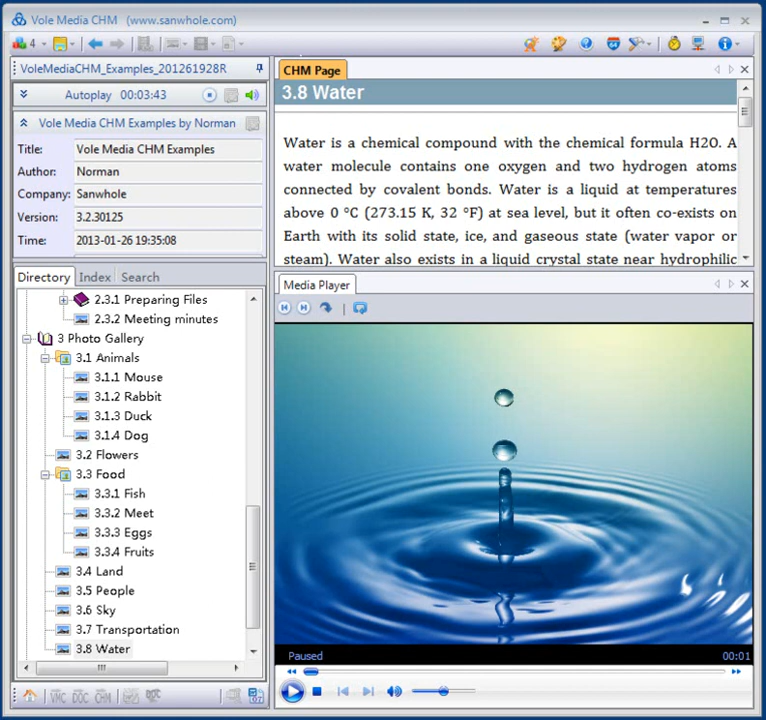 Vole Media CHM (www.sanwhole.com)
4
VoleMediaCHM_Examples_201261928R
Autoplay 00:03:43
Vole Media CHM Examples by Norman
Title: Vole Media CHM Examples
Author: Norman
Company: Sanwhole
Version: 3.2.30125
Time: 2013-01-26 19:35:08
Directory Index Search
2.3.1 Preparing Files
2.3.2 Meeting minutes
3 Photo Gallery
3.1 Animals
3.1.1 Mouse
3.1.2 Rabbit
3.1.3 Duck
3.1.4 Dog
3.2 Flowers
3.3 Food
3.3.1 Fish
3.3.2 Meet
3.3.3 Eggs
3.3.4 Fruits
3.4 Land
3.5 People
3.6 Sky
3.7 Transportation
3.8 Water
VMC DOC CHM
CHM Page
3.8 Water
Water is a chemical compound with the chemical formula H2O. A
water molecule contains one oxygen and two hydrogen atoms
connected by covalent bonds. Water is a liquid at temperatures
above 0 °C (273.15 K, 32 °F) at sea level, but it often co-exists on
Earth with its solid state, ice, and gaseous state (water vapor or
steam). Water also exists in a liquid crystal state near hydrophilic
Media Player
Paused 00:01